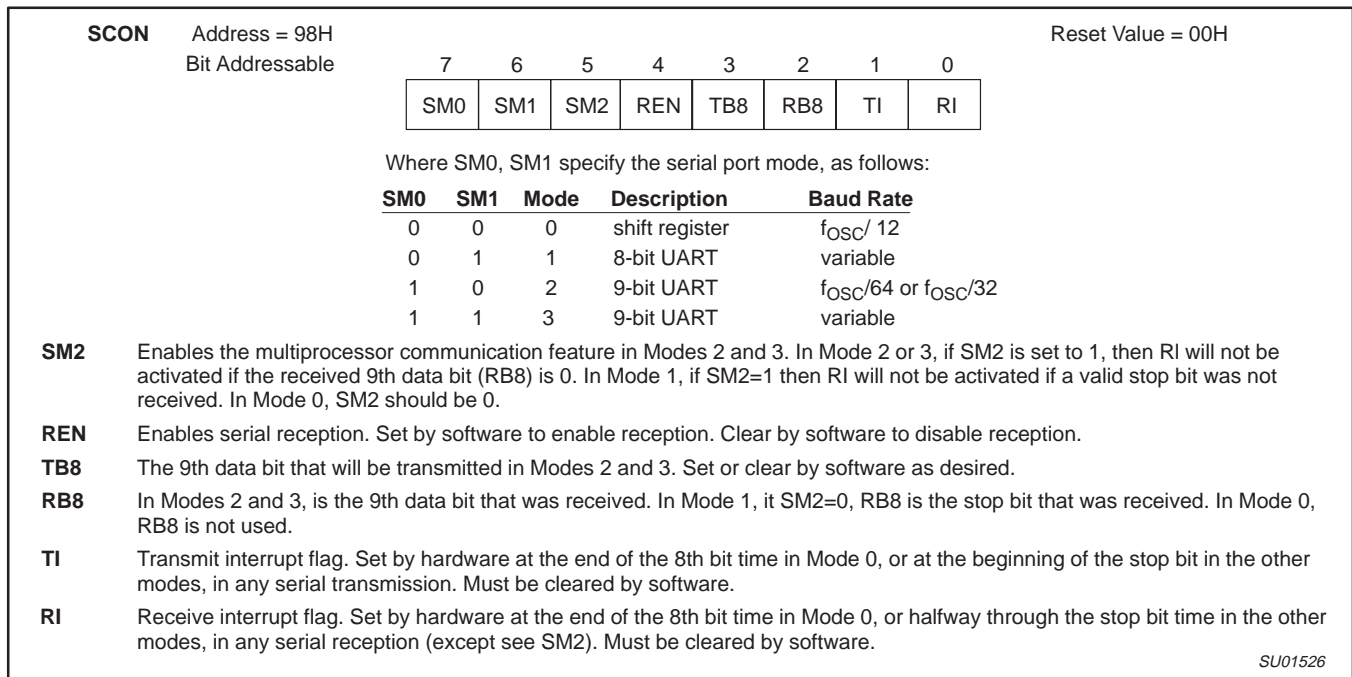 SCON Address = 98H Reset Value = 00H
Bit Addressable 7 6 5 4 3 2 1 0
SM0 SM1 SM2 REN TB8 RB8 TI RI
Where SM0, SM1 specify the serial port mode, as follows:
SM0 SM1 Mode Description Baud Rate
0 0 0 shift register fOSC/ 12
0 1 1 8-bit UART variable
1 0 2 9-bit UART fOSC/64 or fOSC/32
1 1 3 9-bit UART variable
SM2 Enables the multiprocessor communication feature in Modes 2 and 3. In Mode 2 or 3, if SM2 is set to 1, then RI will not be
activated if the received 9th data bit (RB8) is 0. In Mode 1, if SM2=1 then RI will not be activated if a valid stop bit was not
received. In Mode 0, SM2 should be 0.
REN Enables serial reception. Set by software to enable reception. Clear by software to disable reception.
TB8 The 9th data bit that will be transmitted in Modes 2 and 3. Set or clear by software as desired.
RB8 In Modes 2 and 3, is the 9th data bit that was received. In Mode 1, it SM2=0, RB8 is the stop bit that was received. In Mode 0,
RB8 is not used.
TI Transmit interrupt flag. Set by hardware at the end of the 8th bit time in Mode 0, or at the beginning of the stop bit in the other
modes, in any serial transmission. Must be cleared by software.
RI Receive interrupt flag. Set by hardware at the end of the 8th bit time in Mode 0, or halfway through the stop bit time in the other
modes, in any serial reception (except see SM2). Must be cleared by software.
SU01526